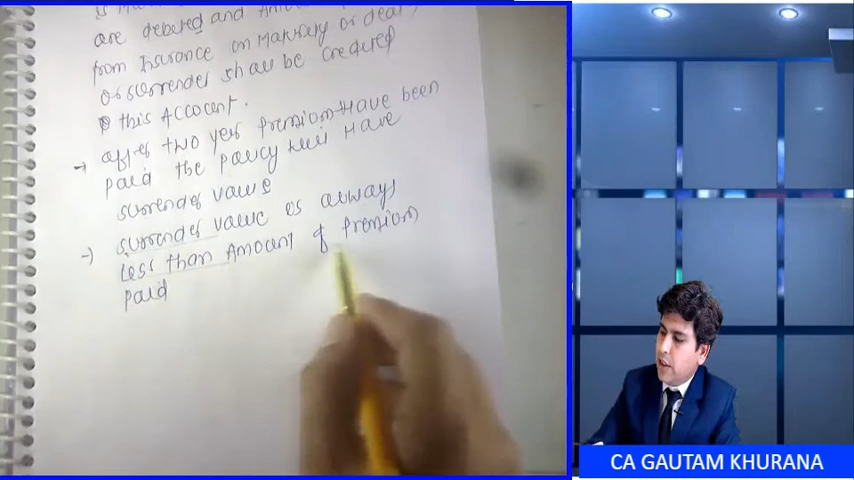 are debited and
from Insurance on Maturity or death
or surrender shall be credited
this Account.
→ after two year Premium Have been
paid the policy will Have
surrender value
→ surrender value is always
Less than Amount of Premium
paid
CA GAUTAM KHURANA